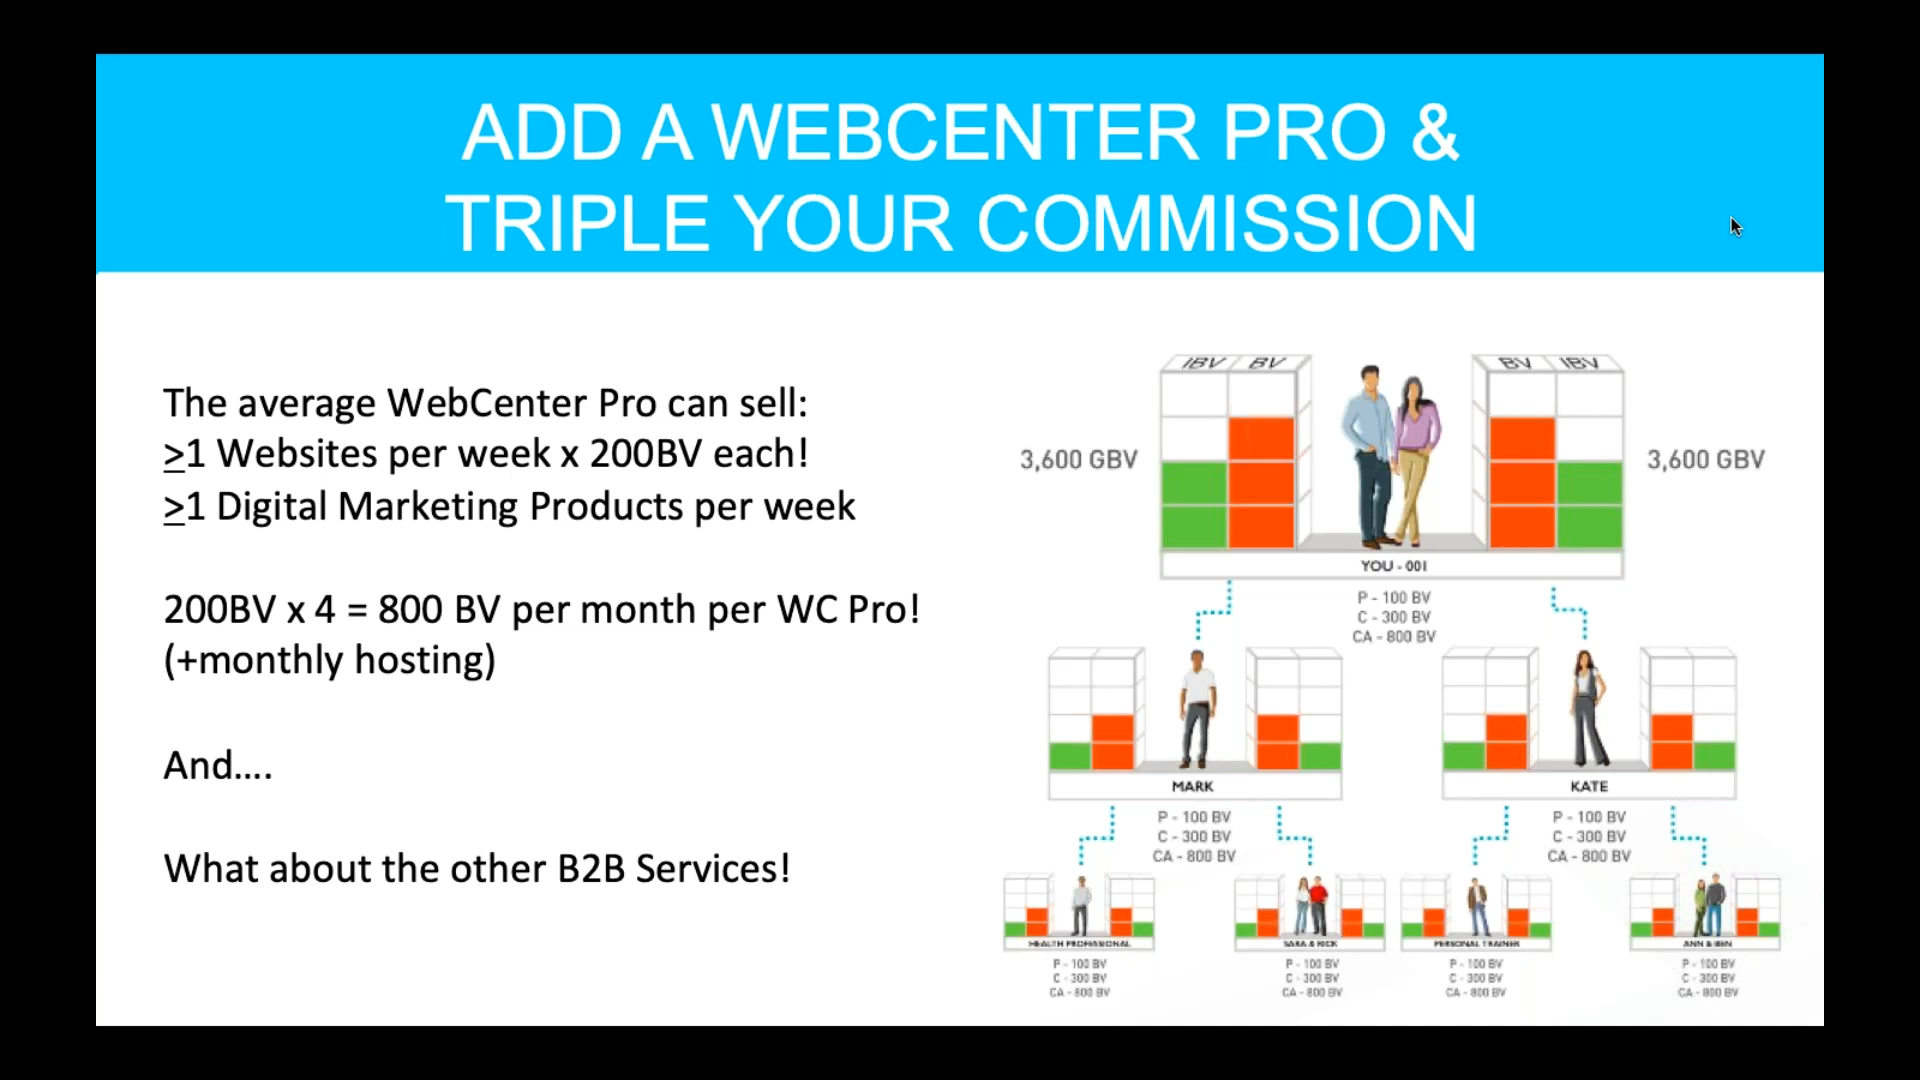 ADD A WEBCENTER PRO &
TRIPLE YOUR COMMISSION
The average WebCenter Pro can sell:
>1 Websites per week x 200BV each!
>1 Digital Marketing Products per week
200BV x 4 = 800 BV per month per WC Pro!
(+monthly hosting)
And....
What about the other B2B Services!
IBV BV
BV IBV
3,600 GBV
3,600 GBV
YOU - 001
P - 100 BV
C - 300 BV
CA - 800 BV
MARK
KATE
P - 100 BV
C - 300 BV
CA - 800 BV
P - 100 BV
C - 300 BV
CA - 800 BV
HEALTH PROFESSIONAL
SARA & RICK
PERSONAL TRAINER
ANN & BEN
P - 100 BV
C - 300 BV
CA - 800 BV
P - 100 BV
C - 300 BV
CA - 800 BV
P - 100 BV
C - 300 BV
CA - 800 BV
P - 100 BV
C - 300 BV
CA - 800 BV